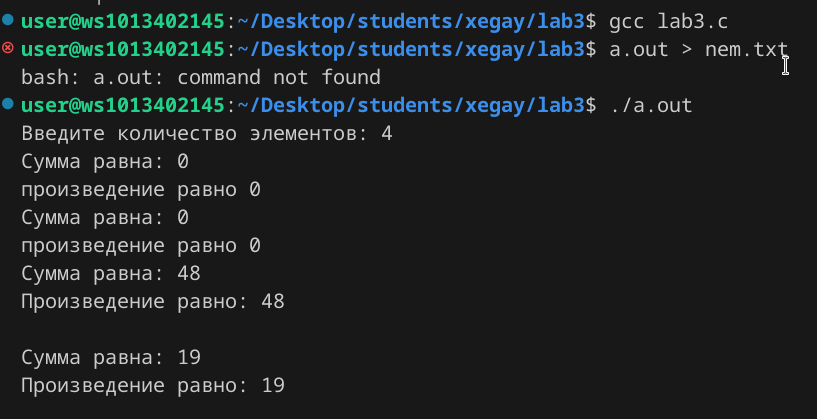 user@ws1013402145:~/Desktop/students/xegay/lab3$ gcc lab3.c
user@ws1013402145:~/Desktop/students/xegay/lab3$ a.out > nem.txt
bash: a.out: command not found
user@ws1013402145:~/Desktop/students/xegay/lab3$ ./a.out
Введите количество элементов: 4
Сумма равна: 0
произведение равно 0
Сумма равна: 0
произведение равно 0
Сумма равна: 48
Произведение равно: 48
Сумма равна: 19
Произведение равно: 19